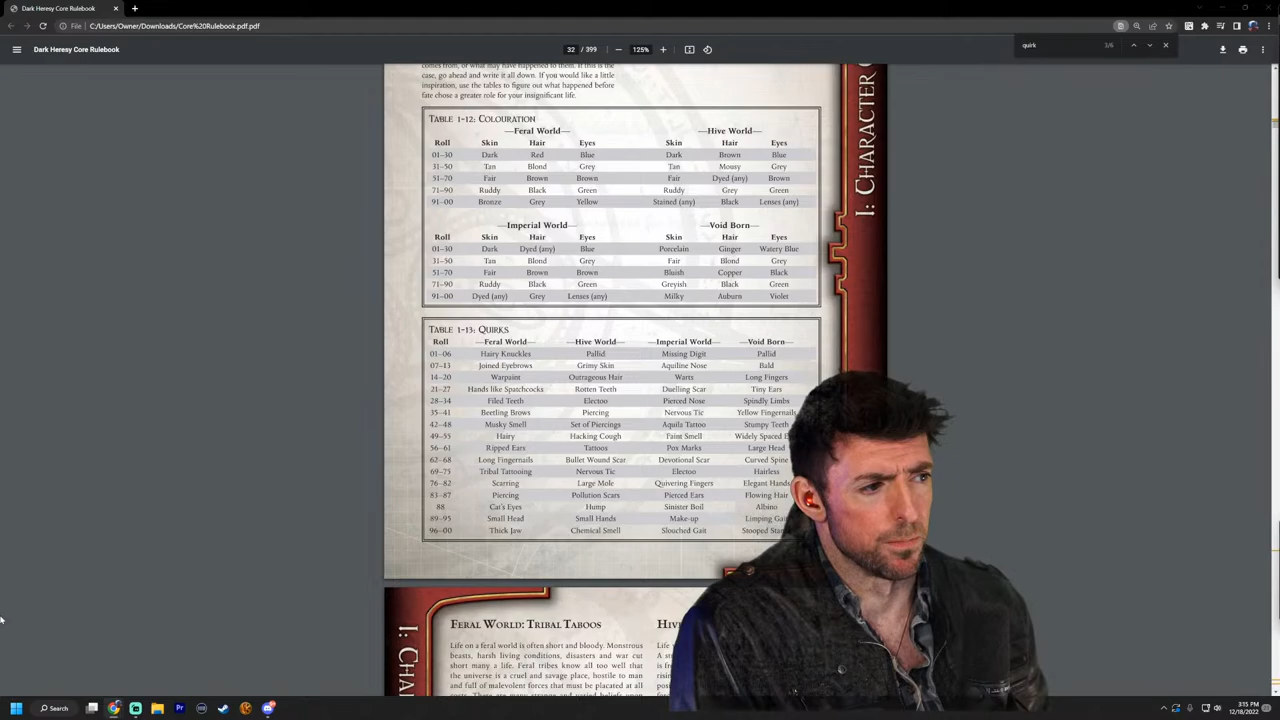 Dark Heresy Core Rulebook
C:/Users/Owner/Downloads/Core%20Rulebook.pdf.pdf
Dark Heresy Core Rulebook
32 / 399
125%
quirk
3/6
comes from, or what may have happened to them. If this is the
case, go ahead and write it all down. If you would like a little
inspiration, use the tables to figure out what happened before
fate chose a greater role for your insignificant life.
I: CHARACTER
TABLE 1-12: COLOURATION
—Feral World— —Hive World—
Roll Skin Hair Eyes Skin Hair Eyes
01–30 Dark Red Blue Dark Brown Blue
31–50 Tan Blond Grey Tan Mousy Grey
51–70 Fair Brown Brown Fair Dyed (any) Brown
71–90 Ruddy Black Green Ruddy Grey Green
91–00 Bronze Grey Yellow Stained (any) Black Lenses (any)
—Imperial World— —Void Born—
Roll Skin Hair Eyes Skin Hair Eyes
01–30 Dark Dyed (any) Blue Porcelain Ginger Watery Blue
31–50 Tan Blond Grey Fair Blond Grey
51–70 Fair Brown Brown Bluish Copper Black
71–90 Ruddy Black Green Greyish Black Green
91–00 Dyed (any) Grey Lenses (any) Milky Auburn Violet
TABLE 1-13: QUIRKS
Roll —Feral World— —Hive World— —Imperial World— —Void Born—
01–06 Hairy Knuckles Pallid Missing Digit Pallid
07–13 Joined Eyebrows Grimy Skin Aquiline Nose Bald
14–20 Warpaint Outrageous Hair Warts Long Fingers
21–27 Hands like Spatchcocks Rotten Teeth Duelling Scar Tiny Ears
28–34 Filed Teeth Electoo Pierced Nose Spindly Limbs
35–41 Beetling Brows Piercing Nervous Tic Yellow Fingernails
42–48 Musky Smell Set of Piercings Aquila Tattoo Stumpy Teeth
49–55 Hairy Hacking Cough Faint Smell Widely Spaced
56–61 Ripped Ears Tattoos Pox Marks Large Head
62–68 Long Fingernails Bullet Wound Scar Devotional Scar Curved Spine
69–75 Tribal Tattooing Nervous Tic Electoo Hairless
76–82 Scarring Large Mole Quivering Fingers Elegant Hands
83–87 Piercing Pollution Scars Pierced Ears Flowing Hair
88 Cat's Eyes Hump Sinister Boil Albino
89–95 Small Head Small Hands Make-up Limping
96–00 Thick Jaw Chemical Smell Slouched Gait Stooped
I: CHA
FERAL WORLD: TRIBAL TABOOS
Life on a feral world is often short and bloody. Monstrous
beasts, harsh living conditions, disasters and war cut
short many a life. Feral tribes know all too well that
the universe is a cruel and savage place, hostile to man
and full of malevolent forces that must be placated at all
HIV
Search
3:15 PM
12/18/2022